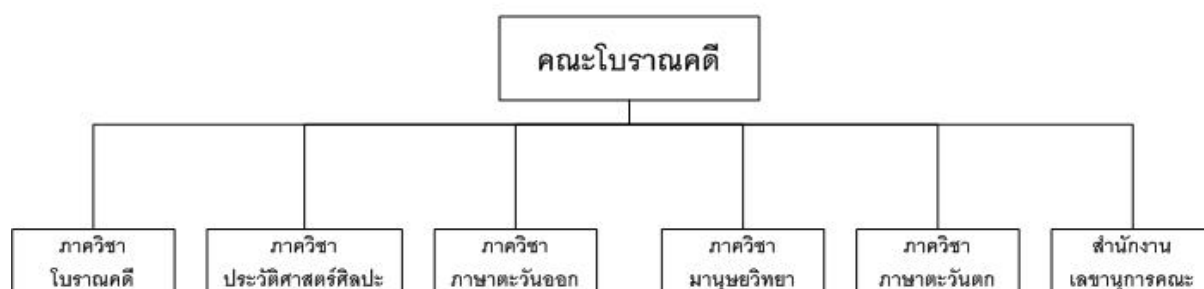 คณะโบราณคดี
ภาควิชา
โบราณคดี
ภาควิชา
ประวัติศาสตร์ศิลปะ
ภาควิชา
ภาษาตะวันออก
ภาควิชา
มานุษยวิทยา
ภาควิชา
ภาษาตะวันตก
สำนักงาน
เลขานุการคณะ